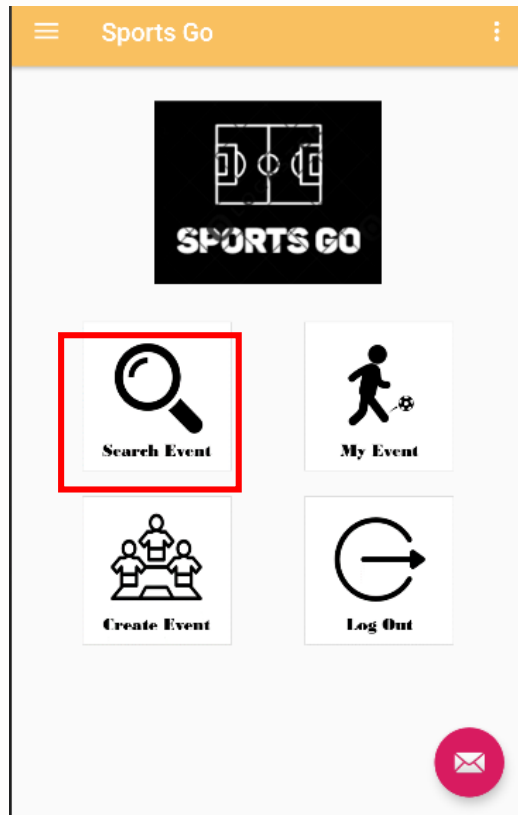 Sports Go
SPORTS GO
Search Event
My Event
Create Event
Log Out